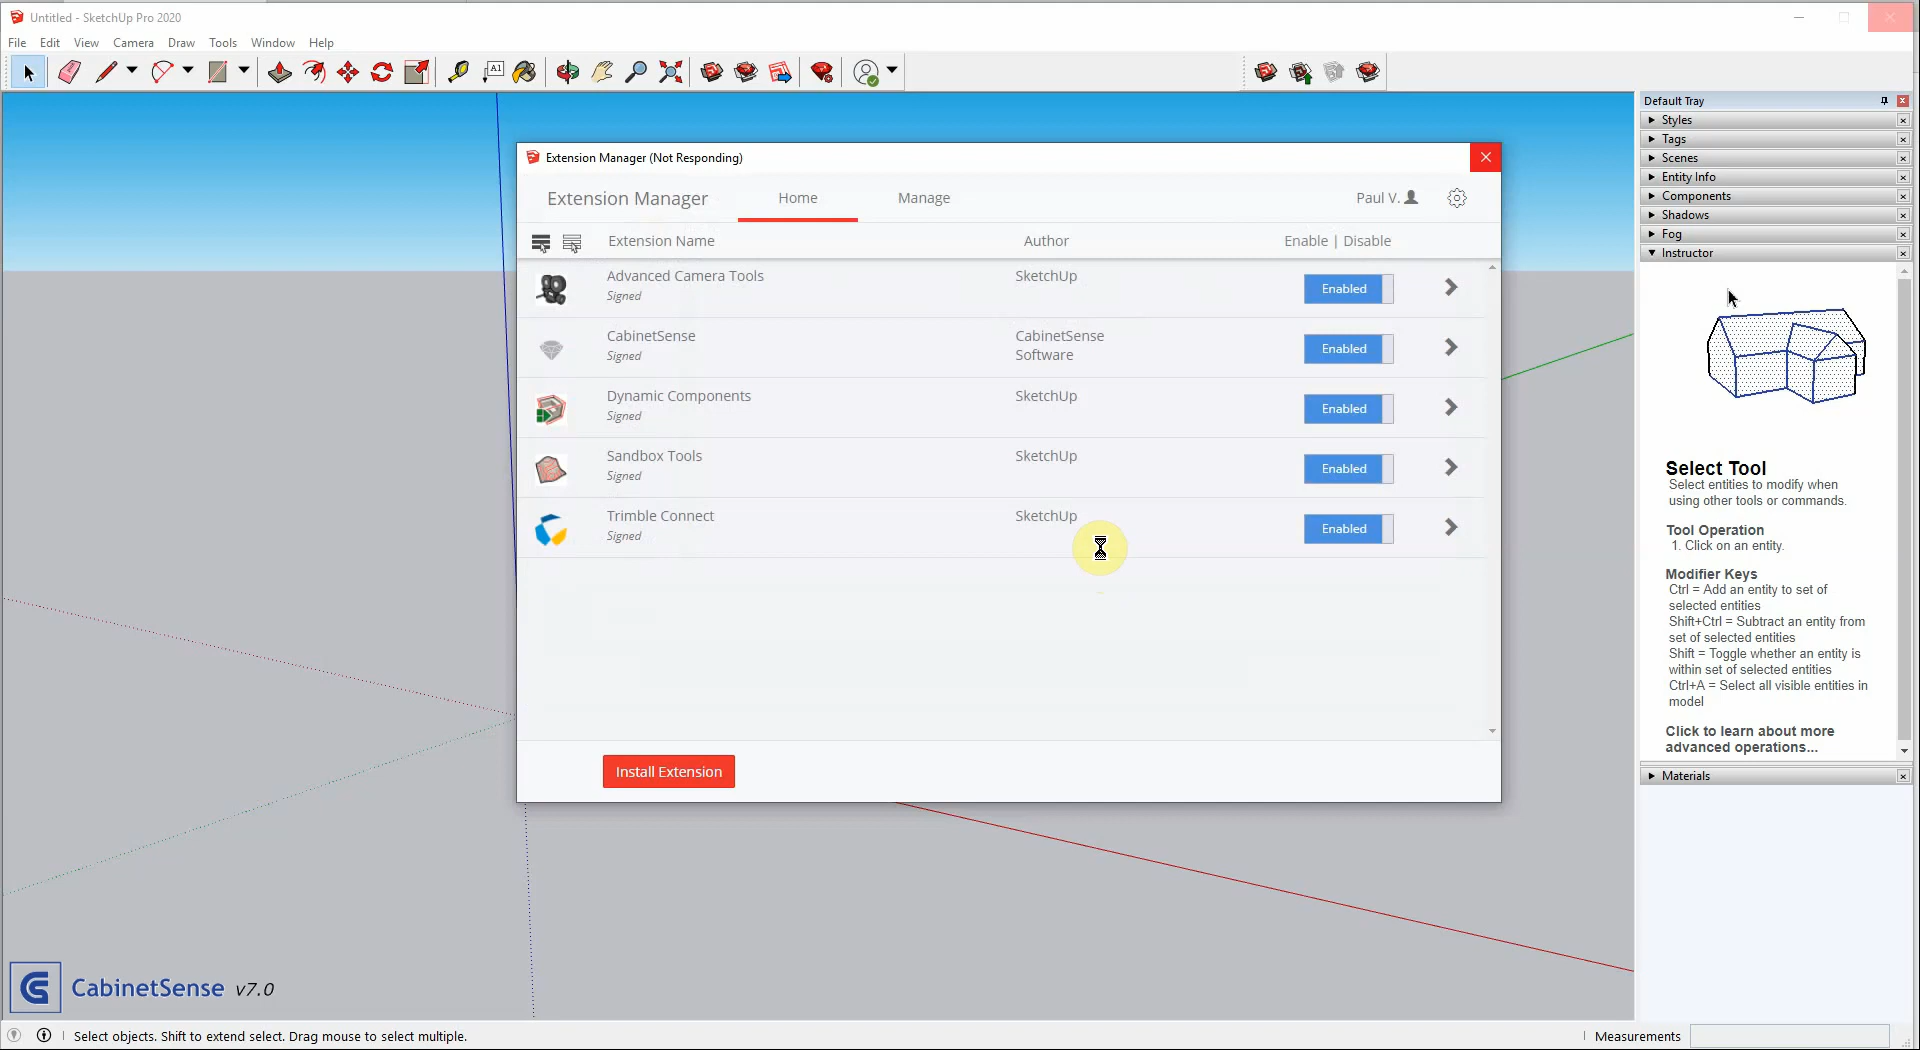 Untitled - SketchUp Pro 2020
File Edit View Camera Draw Tools Window Help
A1
Default Tray
Styles
Tags
Scenes
Entity Info
Components
Shadows
Fog
Instructor
Extension Manager (Not Responding)
Extension Manager Home Manage Paul V.
Extension Name Author Enable | Disable
Advanced Camera Tools SketchUp Enabled
Signed
CabinetSense CabinetSense Enabled
Signed Software
Dynamic Components SketchUp Enabled
Signed
Sandbox Tools SketchUp Enabled
Signed
Trimble Connect SketchUp Enabled
Signed
Install Extension
Select Tool
Select entities to modify when
using other tools or commands.
Tool Operation
1. Click on an entity.
Modifier Keys
Ctrl = Add an entity to set of
selected entities
Shift+Ctrl = Subtract an entity from
set of selected entities
Shift = Toggle whether an entity is
within set of selected entities
Ctrl+A = Select all visible entities in
model
Click to learn about more
advanced operations...
Materials
CabinetSense v7.0
Select objects. Shift to extend select. Drag mouse to select multiple.
Measurements